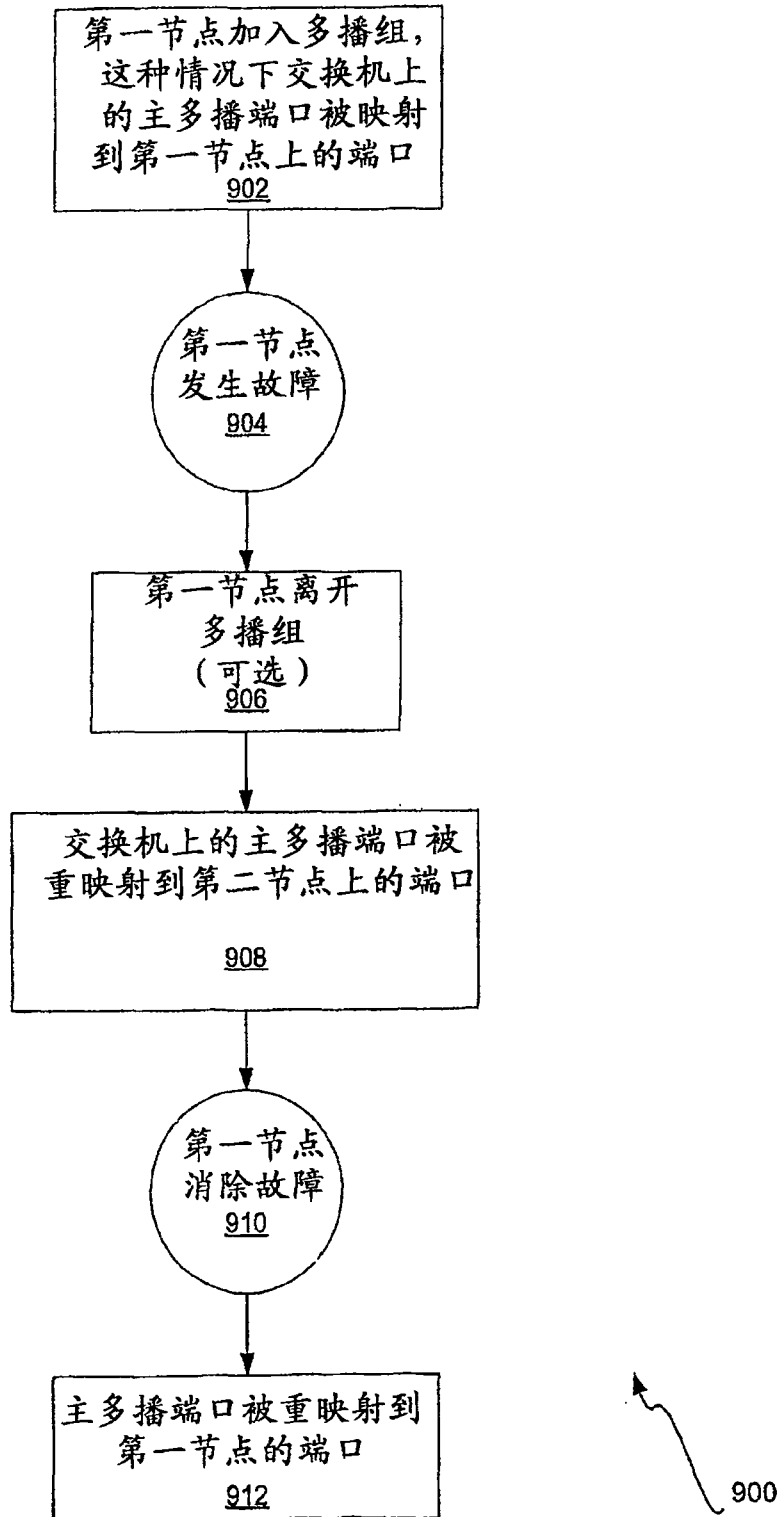 第一节点加入多播组，
这种情况下交换机上
的主多播端口被映射
到第一节点上的端口
902
第一节点
发生故障
904
第一节点离开
多播组
(可选)
906
交换机上的主多播端口被
重映射到第二节点上的端口
908
第一节点
消除故障
910
主多播端口被重映射到
第一节点的端口
912
900